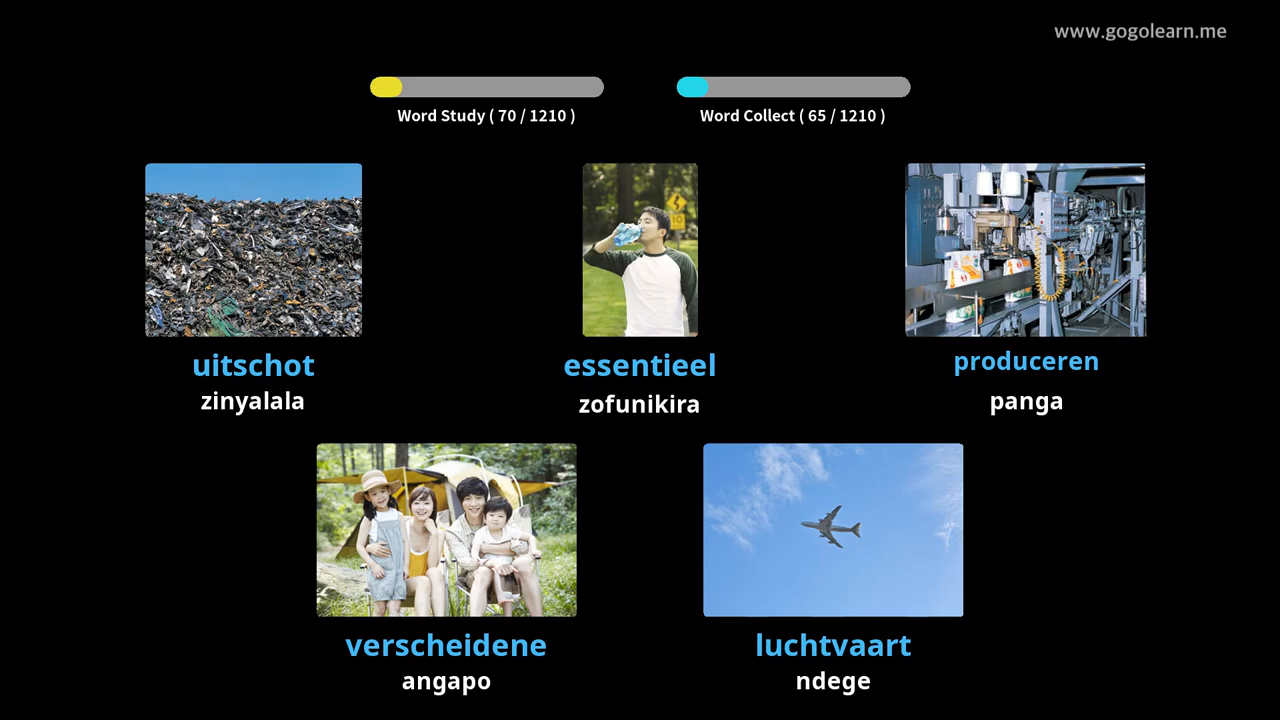 www.gogolearn.me
Word Study ( 70 / 1210 )
Word Collect ( 65 / 1210 )
uitschot
zinyalala
essentieel
zofunikira
produceren
panga
verscheidene
angapo
luchtvaart
ndege